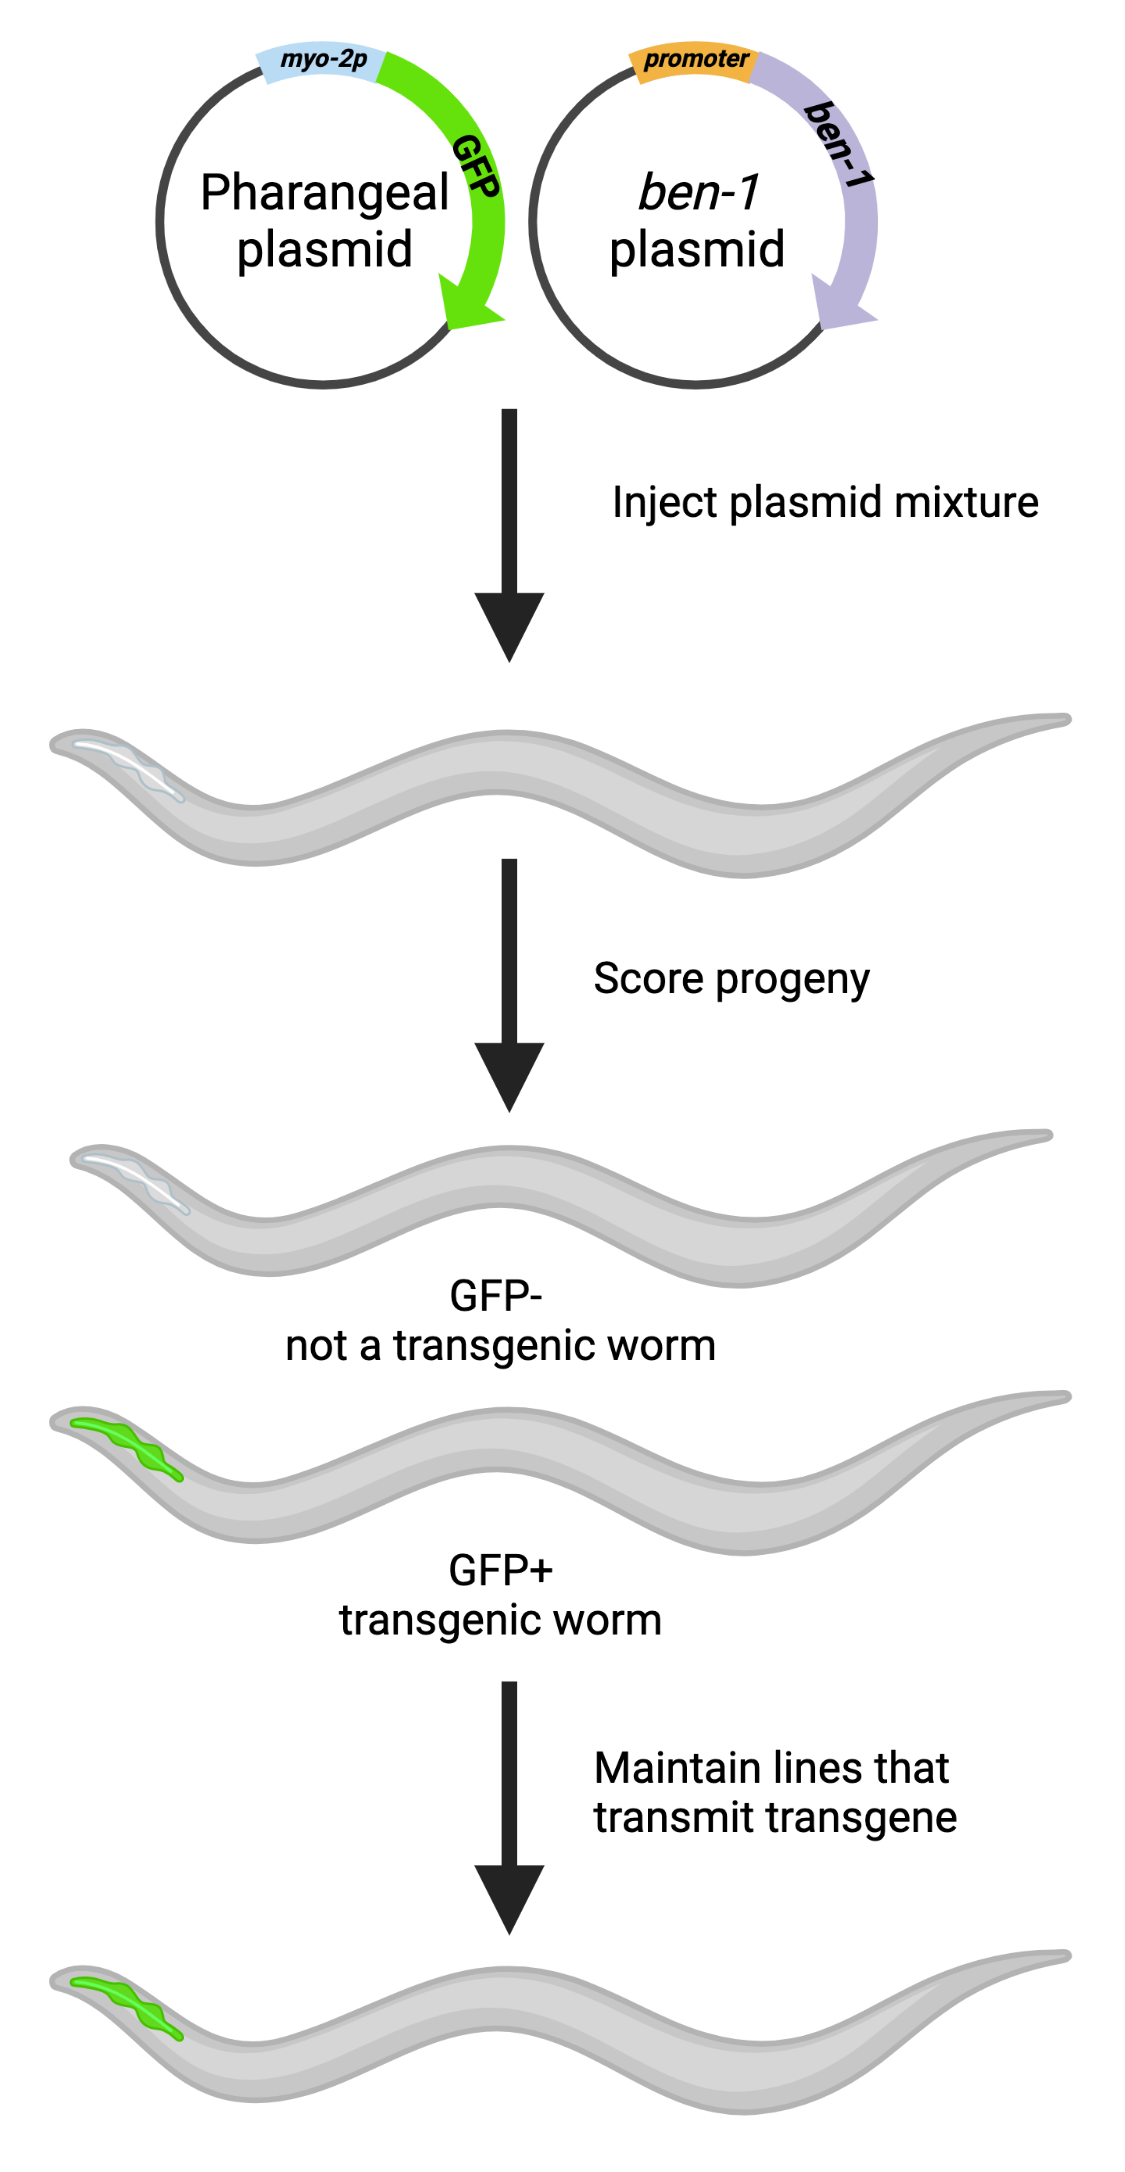 myo-2p
GFP
Pharangeal
plasmid
promoter
ben-1
ben-1
plasmid
Inject plasmid mixture
Score progeny
GFP-
not a transgenic worm
GFP+
transgenic worm
Maintain lines that
transmit transgene